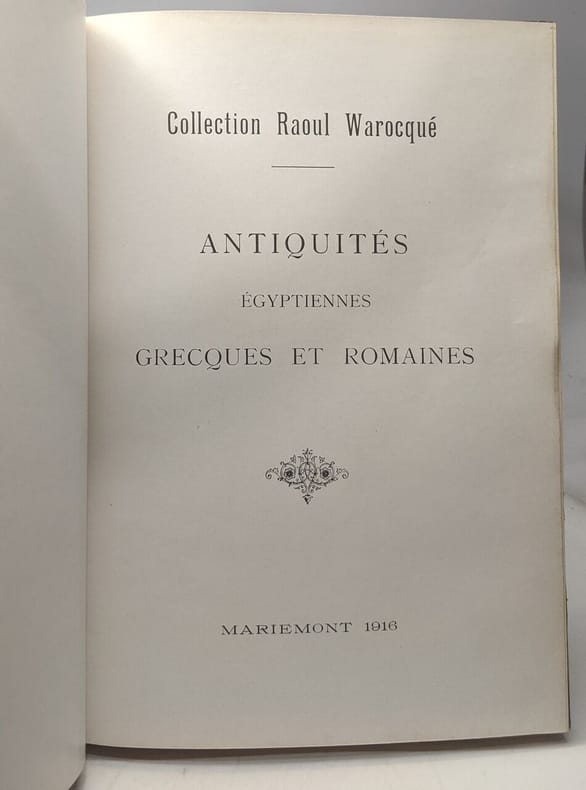 Collection Raoul Warocqué
ANTIQUITÉS
ÉGYPTIENNES
GRECQUES ET ROMAINES
MARIEMONT 1916